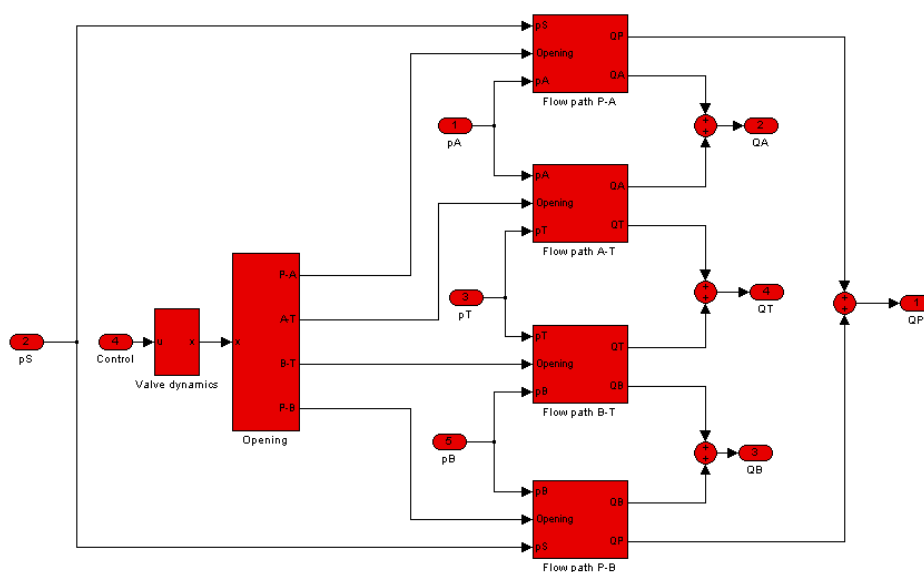 pS
Opening
pA
QP
QA
Flow path P-A
1
pA
+
+
2
QA
pA
Opening
pT
QA
QT
Flow path A-T
3
pT
+
+
4
QT
P-A
A-T
B-T
P-B
x
Opening
2
pS
4
Control
u
x
Valve dynamics
+
+
1
QP
pT
Opening
pB
QT
QB
Flow path B-T
5
pB
+
+
3
QB
pB
Opening
pS
QB
QP
Flow path P-B